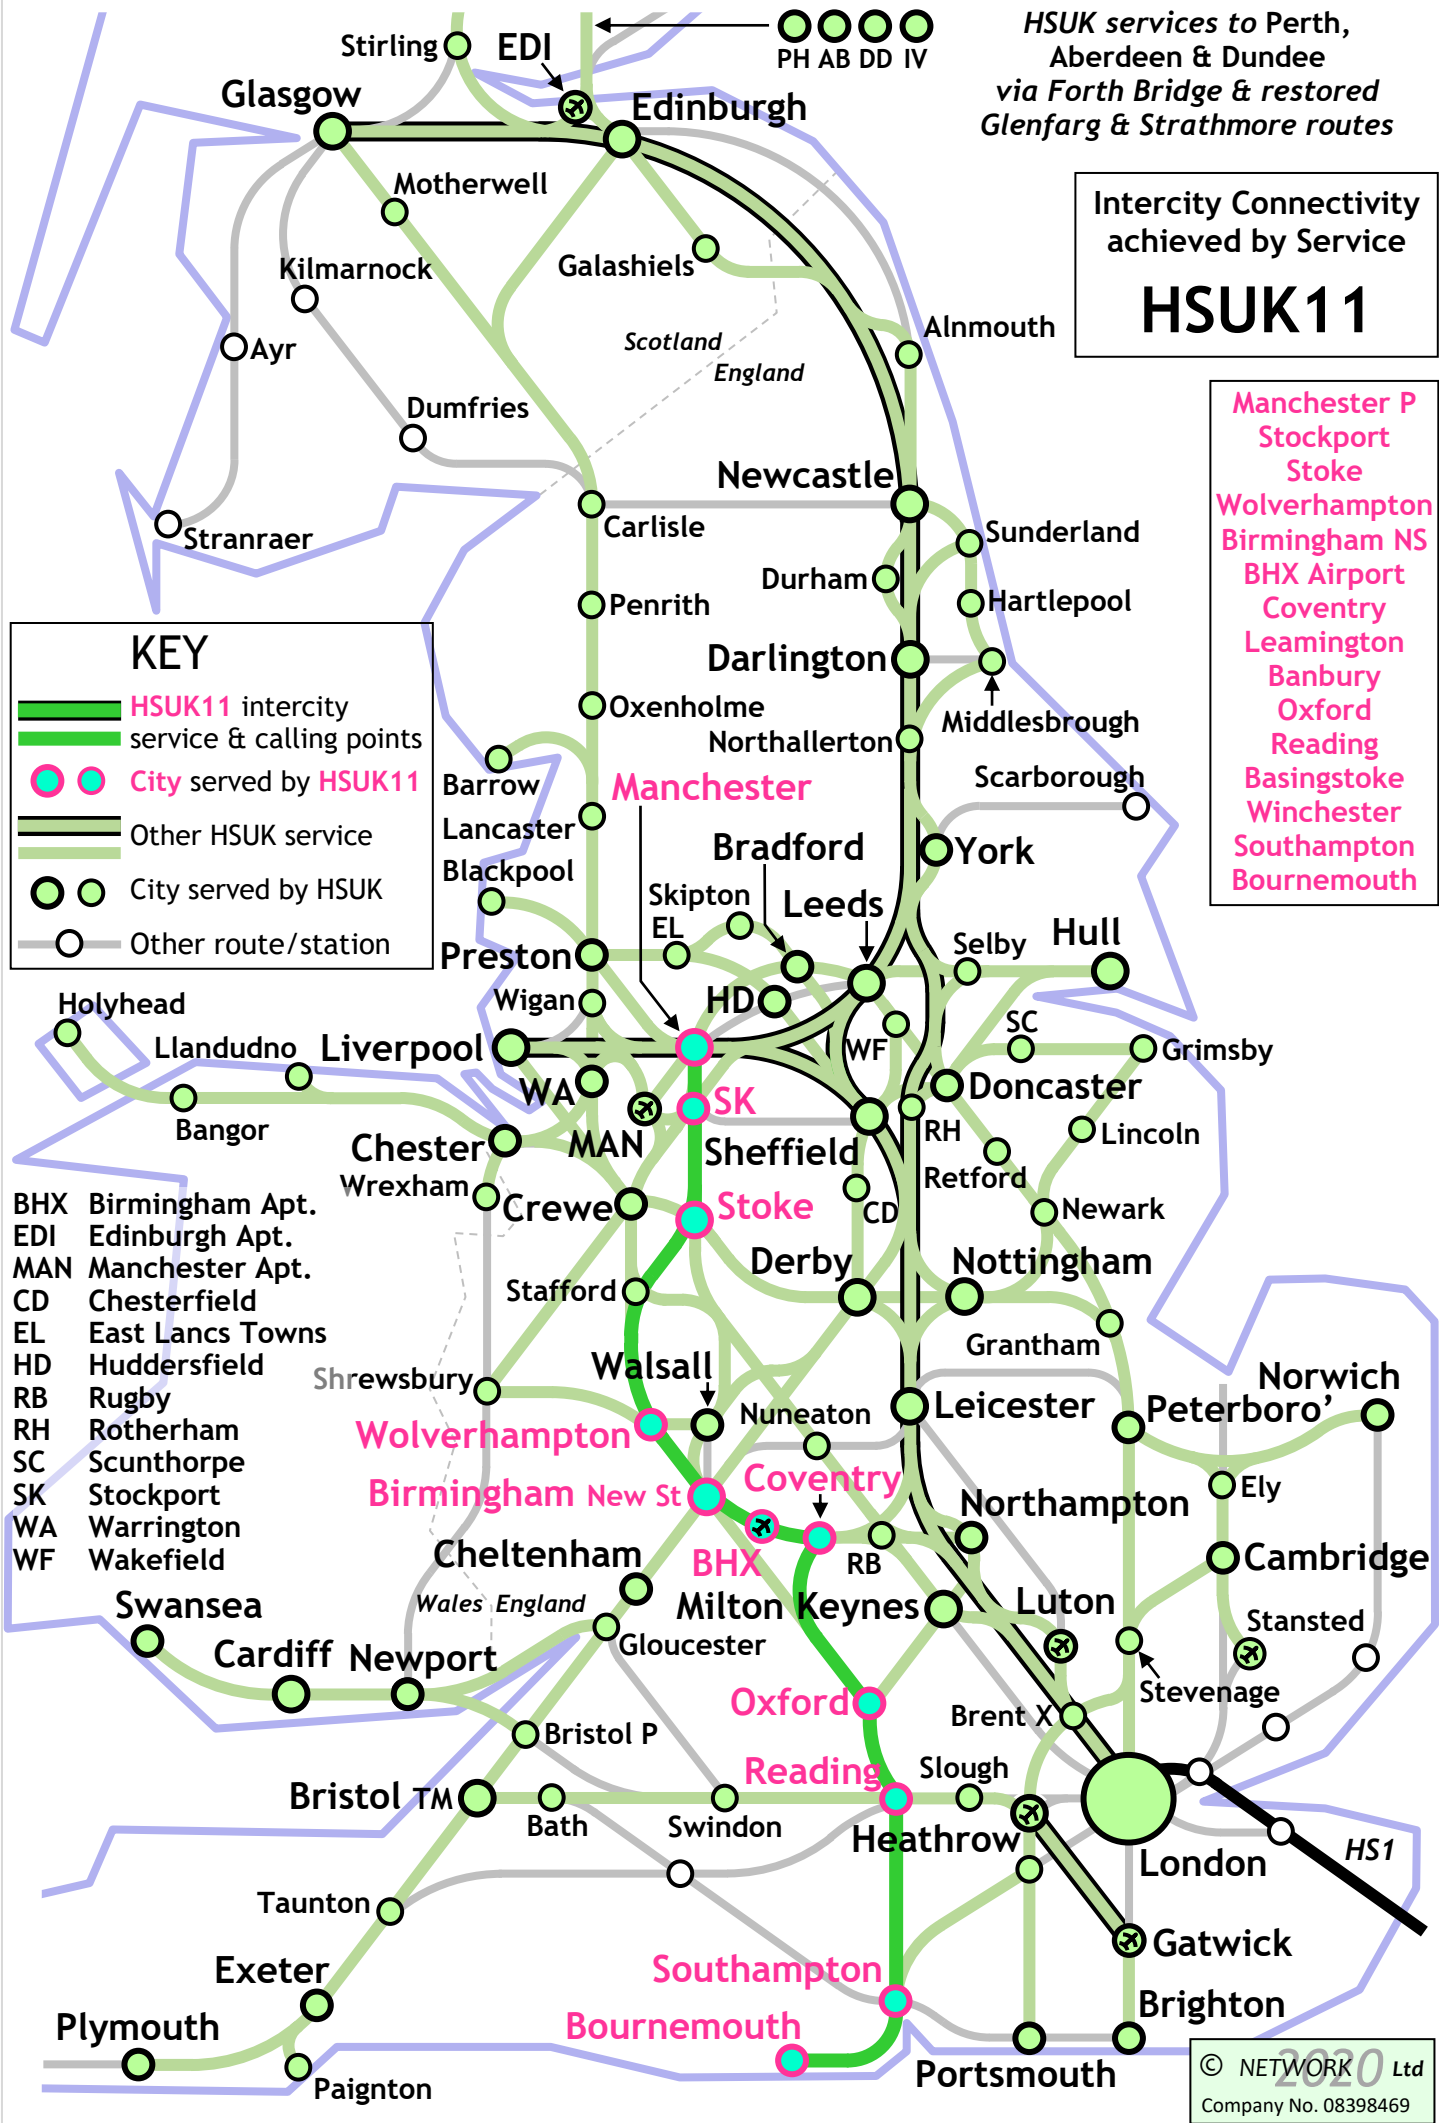 HSUK services to Perth,
Aberdeen & Dundee
via Forth Bridge & restored
Glenfarg & Strathmore routes
PH AB DD IV
Stirling
EDI
Glasgow
Edinburgh
Intercity Connectivity
achieved by Service
HSUK11
Motherwell
Galashiels
Kilmarnock
Alnmouth
Scotland
England
Ayr
Dumfries
Manchester P
Stockport
Stoke
Wolverhampton
Birmingham NS
BHX Airport
Coventry
Leamington
Banbury
Oxford
Reading
Basingstoke
Winchester
Southampton
Bournemouth
Newcastle
Carlisle
Stranraer
Sunderland
Durham
Penrith
Hartlepool
KEY
HSUK11 intercity
service & calling points
City served by HSUK11
Other HSUK service
City served by HSUK
Other route/station
Darlington
Oxenholme
Middlesbrough
Northallerton
Barrow
Manchester
Scarborough
Lancaster
Bradford
York
Blackpool
Skipton
Leeds
EL
Preston
Selby
Hull
Wigan
HD
Holyhead
Llandudno
Liverpool
WF
SC
Grimsby
WA
Doncaster
SK
Bangor
MAN
RH
Lincoln
Chester
Sheffield
Retford
Wrexham
Crewe
Stoke
CD
Newark
BHX Birmingham Apt.
EDI Edinburgh Apt.
MAN Manchester Apt.
CD Chesterfield
EL East Lancs Towns
HD Huddersfield
RB Rugby
RH Rotherham
SC Scunthorpe
SK Stockport
WA Warrington
WF Wakefield
Derby
Nottingham
Stafford
Grantham
Shrewsbury
Walsall
Norwich
Leicester
Peterboro'
Nuneaton
Wolverhampton
Coventry
Birmingham New St
Ely
Northampton
BHX
RB
Cheltenham
Cambridge
Wales England
Milton Keynes
Luton
Swansea
Stansted
Gloucester
Cardiff
Newport
Stevenage
Oxford
Brent X
Bristol P
Reading
Slough
Bristol TM
Bath
Swindon
Heathrow
London
HS1
Taunton
Gatwick
Exeter
Southampton
Brighton
Plymouth
Bournemouth
Portsmouth
Paignton
© NETWORK 2020 Ltd
Company No. 08398469